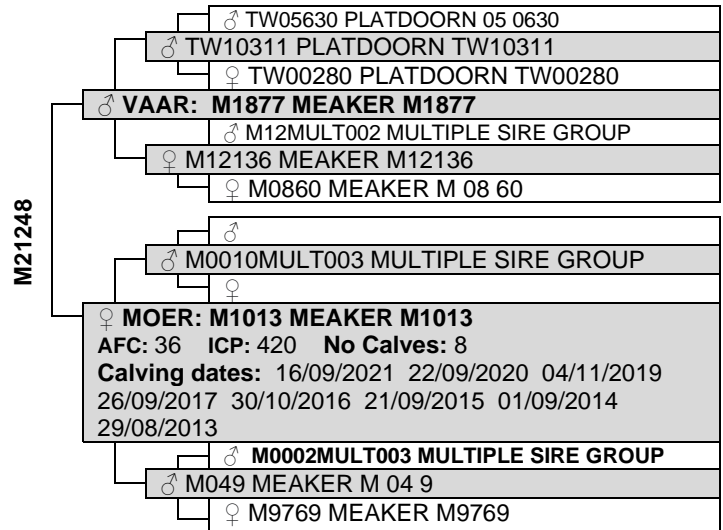 ♂ TW05630 PLATDOORN 05 0630
♂ TW10311 PLATDOORN TW10311
♀ TW00280 PLATDOORN TW00280
♂ VAAR: M1877 MEAKER M1877
♂ M12MULT002 MULTIPLE SIRE GROUP
♀ M12136 MEAKER M12136
♀ M0860 MEAKER M 08 60
M21248
♂
♂ M0010MULT003 MULTIPLE SIRE GROUP
♀
♀ MOER: M1013 MEAKER M1013
AFC: 36 ICP: 420 No Calves: 8
Calving dates: 16/09/2021 22/09/2020 04/11/2019
26/09/2017 30/10/2016 21/09/2015 01/09/2014
29/08/2013
♂ M0002MULT003 MULTIPLE SIRE GROUP
♂ M049 MEAKER M 04 9
♀ M9769 MEAKER M9769